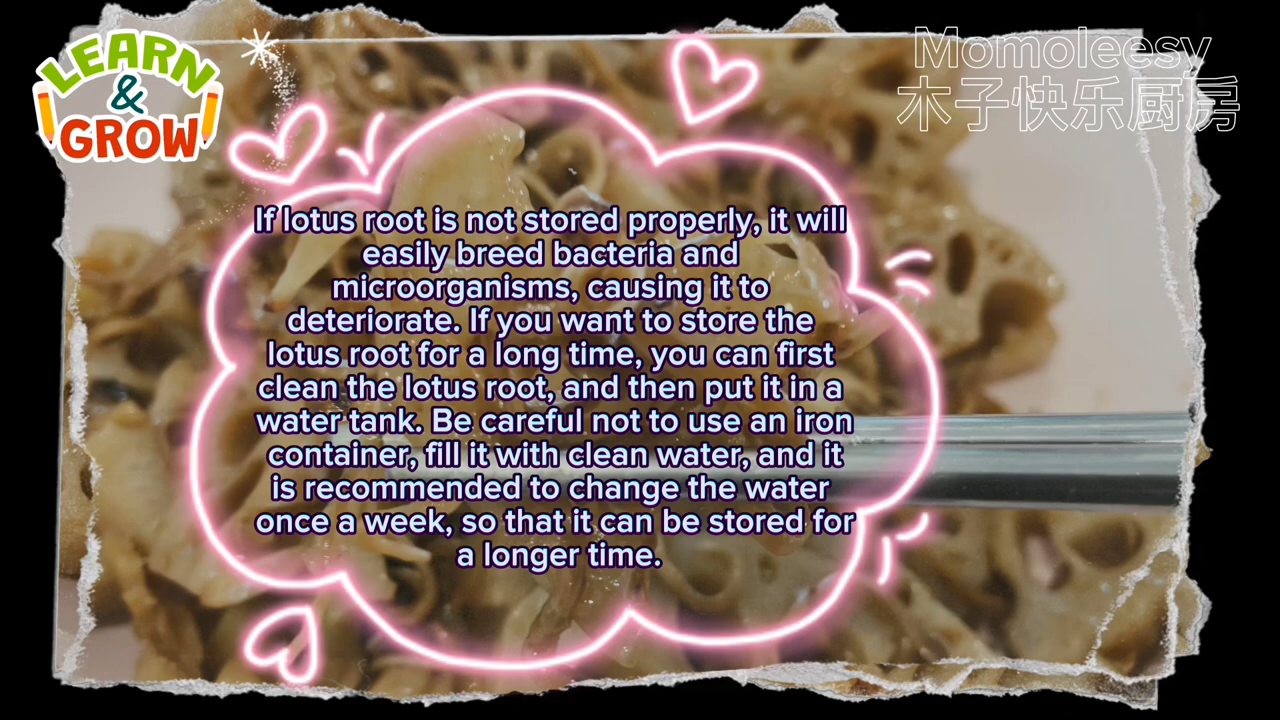 LEARN
&
GROW
Momoleesy
木子快乐厨房
If lotus root is not stored properly, it will
easily breed bacteria and
microorganisms, causing it to
deteriorate. If you want to store the
lotus root for a long time, you can first
clean the lotus root, and then put it in a
water tank. Be careful not to use an iron
container, fill it with clean water, and it
is recommended to change the water
once a week, so that it can be stored for
a longer time.